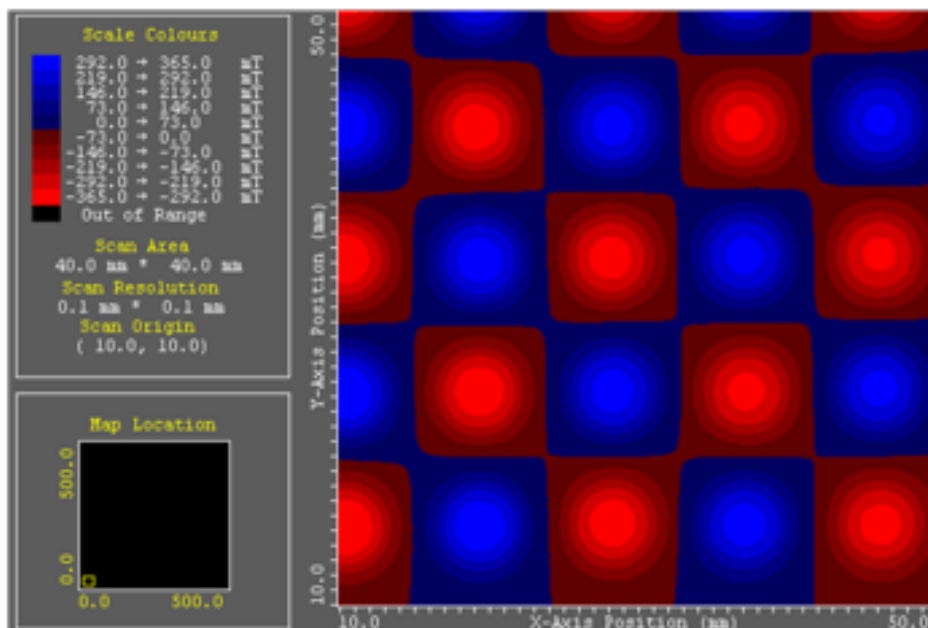 Scale Colours
292.0 → 365.0 mT
219.0 → 292.0 mT
146.0 → 219.0 mT
73.0 → 146.0 mT
0.0 → 73.0 mT
-73.0 → 0.0 mT
-146.0 → -73.0 mT
-219.0 → -146.0 mT
-292.0 → -219.0 mT
-365.0 → -292.0 mT
Out of Range
Scan Area
40.0 mm * 40.0 mm
Scan Resolution
0.1 mm * 0.1 mm
Scan Origin
( 10.0, 10.0)
Map Location
500.0
0.0
0.0 500.0
50.0
Y-Axis Position (mm)
10.0
10.0 X-Axis Position (mm) 50.0